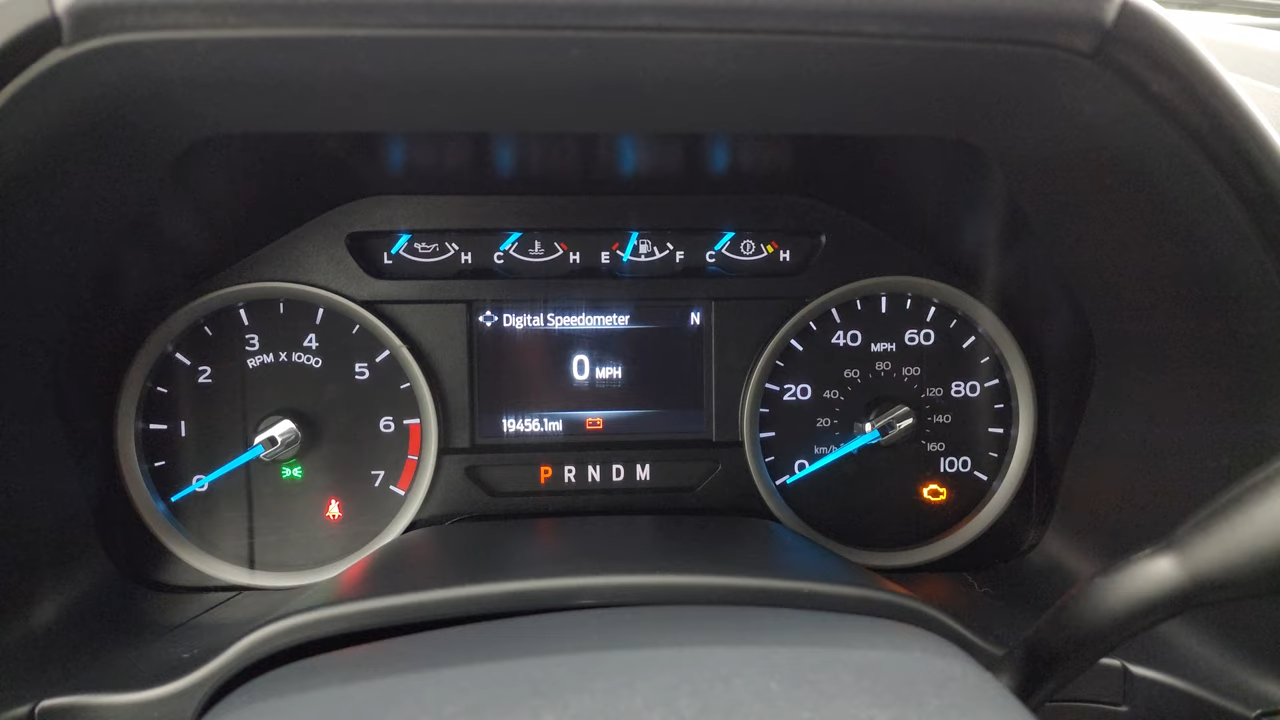 L H C H E F C H
Digital Speedometer N
0 MPH
19456.1mi
P R N D M
0 1 2 3 4 5 6 7
RPM X 1000
0 20 40 60 80 100
MPH
20 40 60 80 100 120 140 160
km/h